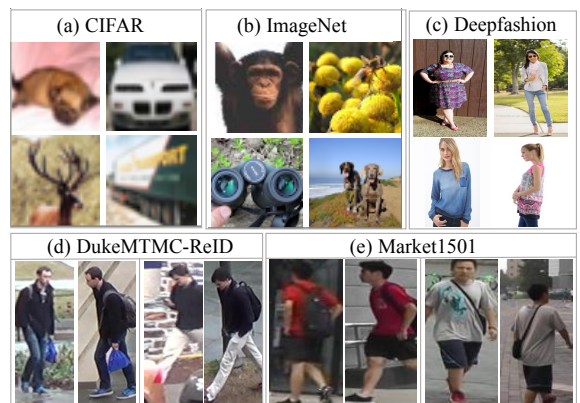 (a) CIFAR
(b) ImageNet
(c) Deepfashion
(d) DukeMTMC-ReID
(e) Market1501